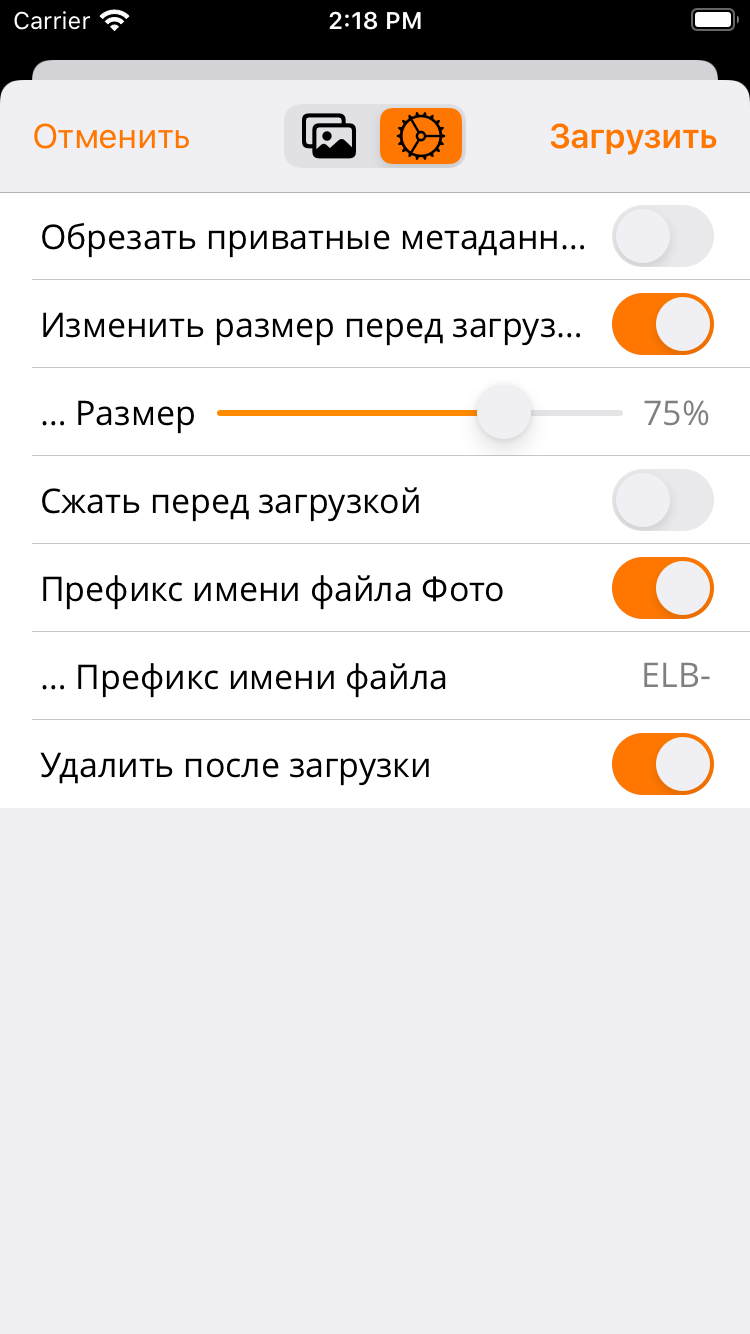 Carrier 2:18 PM
Отменить Загрузить
Обрезать приватные метаданн...
Изменить размер перед загруз...
... Размер 75%
Сжать перед загрузкой
Префикс имени файла Фото
... Префикс имени файла ELB-
Удалить после загрузки